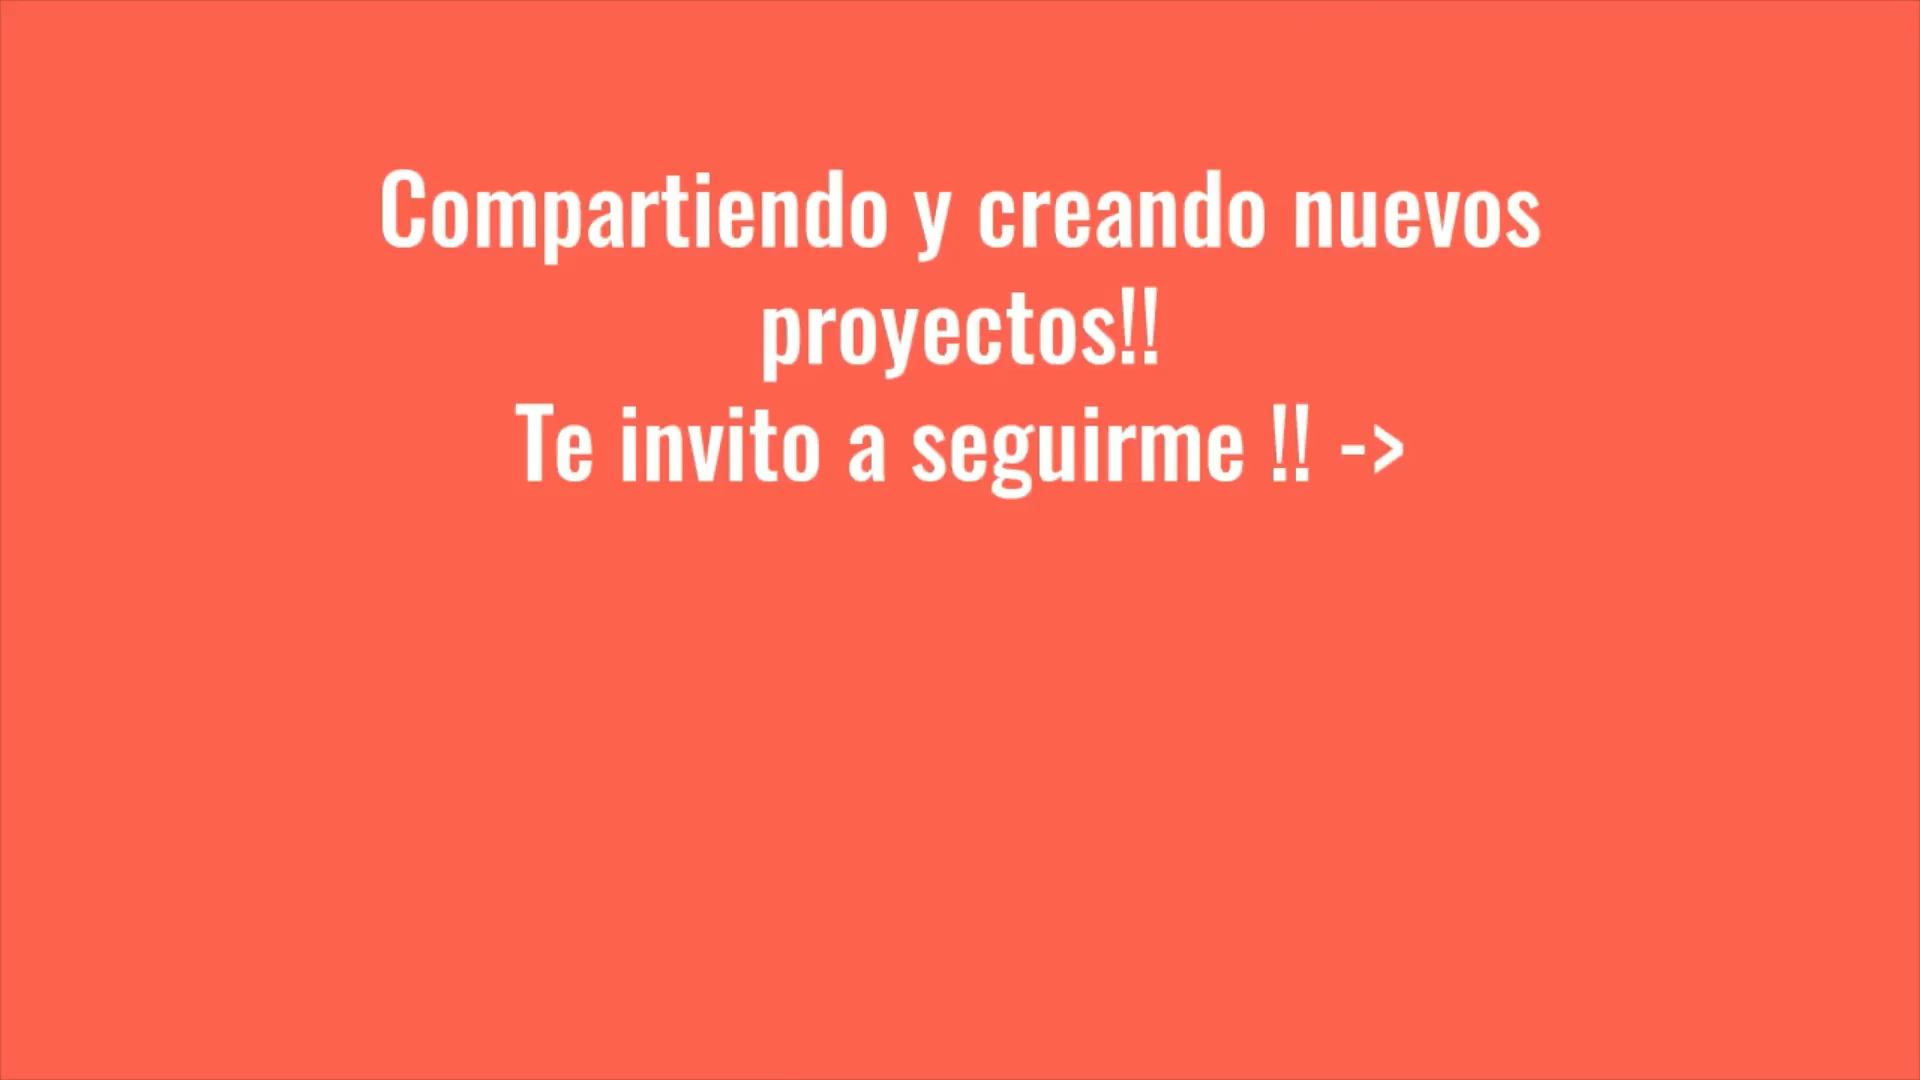 Compartiendo y creando nuevos
proyectos!!
Te invito a seguirme !! ->